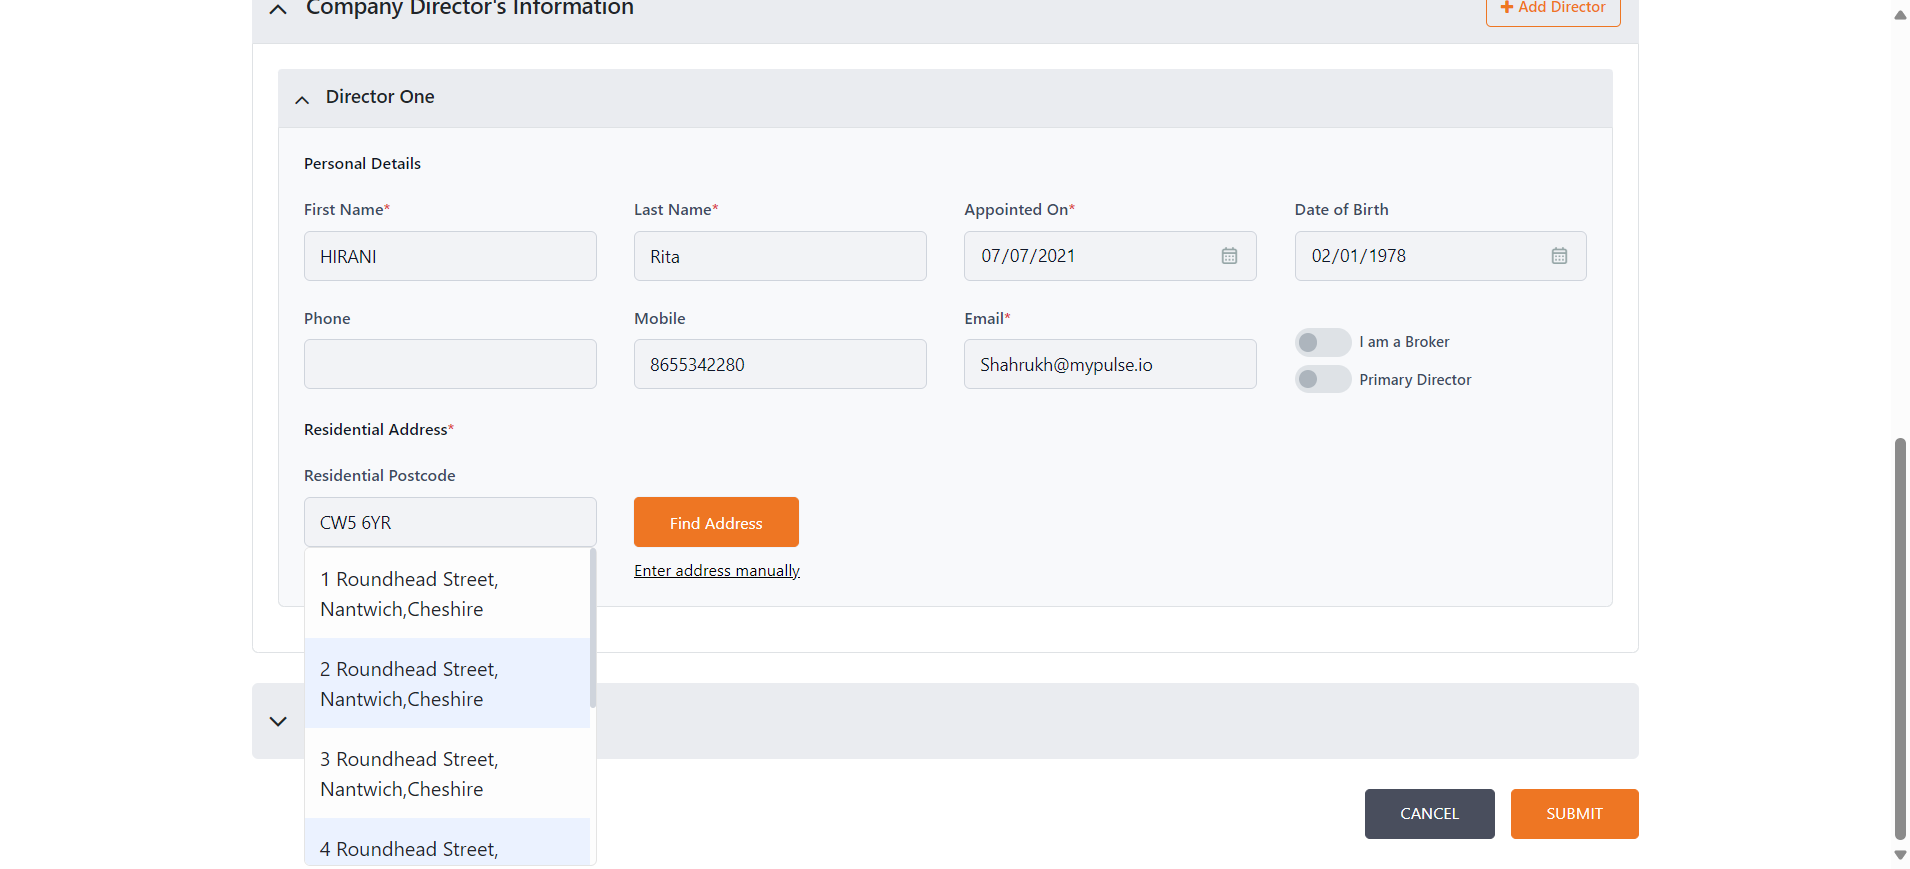 Company Director's Information
Add Director
Director One
Personal Details
First Name*
Last Name*
Appointed On*
Date of Birth
HIRANI
Rita
07/07/2021
02/01/1978
Phone
Mobile
Email*
8655342280
Shahrukh@mypulse.io
I am a Broker
Primary Director
Residential Address*
Residential Postcode
CW5 6YR
Find Address
Enter address manually
1 Roundhead Street,
Nantwich,Cheshire
2 Roundhead Street,
Nantwich,Cheshire
3 Roundhead Street,
Nantwich,Cheshire
4 Roundhead Street,
CANCEL
SUBMIT